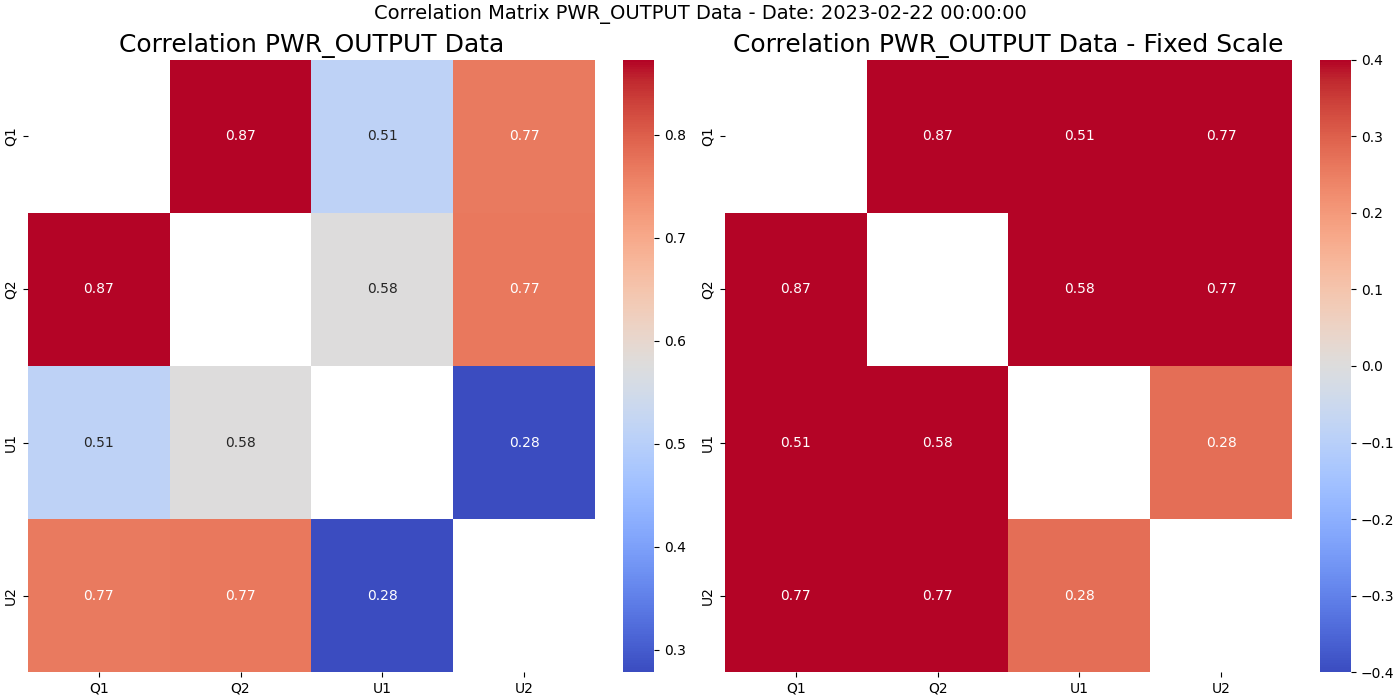 Correlation Matrix PWR_OUTPUT Data - Date: 2023-02-22 00:00:00
Correlation PWR_OUTPUT Data
Q1
0.87 0.51 0.77
Q2
0.87 0.58 0.77
U1
0.51 0.58 0.28
U2
0.77 0.77 0.28
Q1 Q2 U1 U2
0.8
0.7
0.6
0.5
0.4
0.3
Correlation PWR_OUTPUT Data - Fixed Scale
Q1
0.87 0.51 0.77
Q2
0.87 0.58 0.77
U1
0.51 0.58 0.28
U2
0.77 0.77 0.28
Q1 Q2 U1 U2
0.4
0.3
0.2
0.1
0.0
−0.1
−0.2
−0.3
−0.4